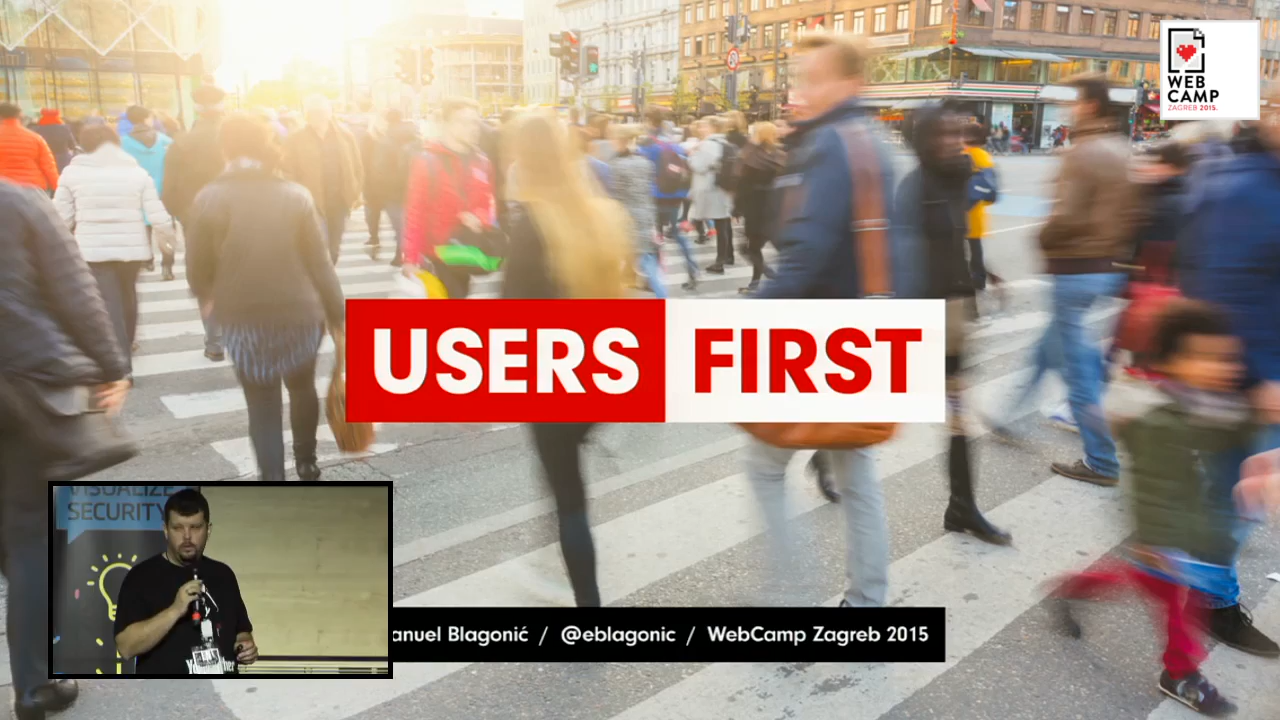 WEB
CAMP
ZAGREB 2015.
USERS FIRST
VISUALIZE
SECURITY
anuel Blagonić / @eblagonic / WebCamp Zagreb 2015